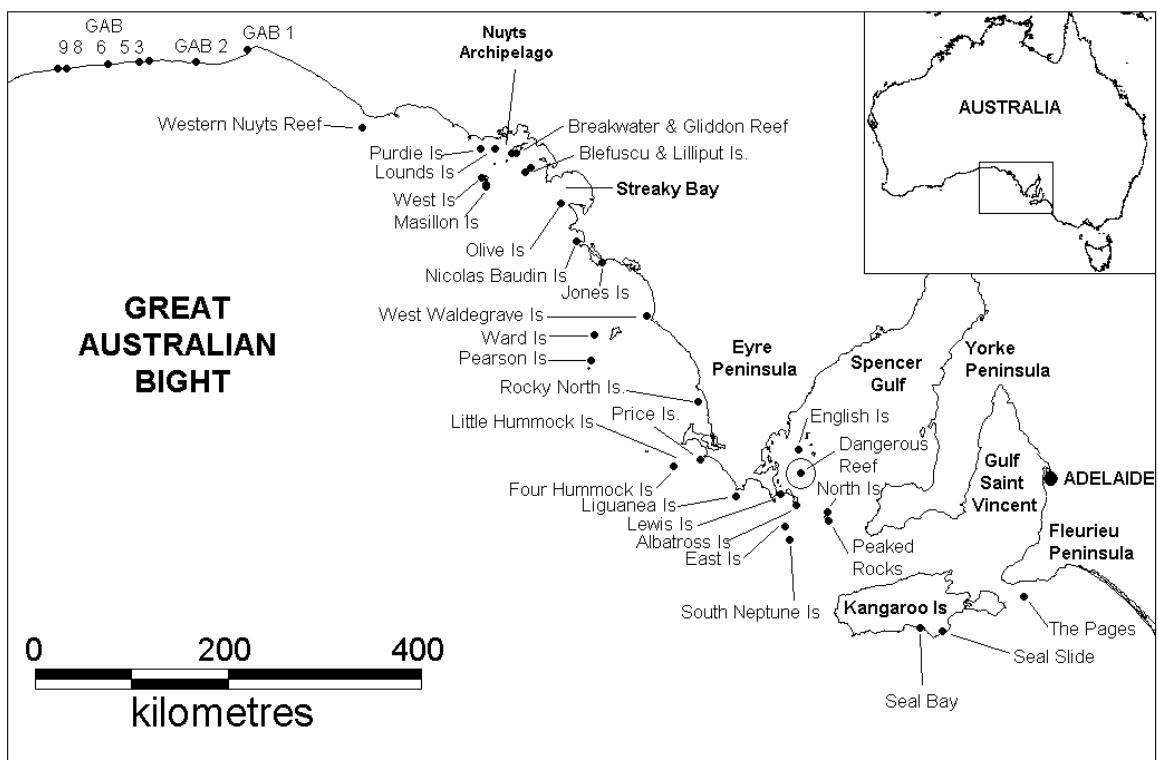 GAB
9 8 6 5 3
GAB 2
GAB 1
Nuyts
Archipelago
Western Nuyts Reef
Breakwater & Gliddon Reef
Purdie Is
Lounds Is
Blefuscu & Lilliput Is.
West Is
Masillon Is
Streaky Bay
Olive Is
Nicolas Baudin Is
Jones Is
AUSTRALIA
GREAT
AUSTRALIAN
BIGHT
West Waldegrave Is
Ward Is
Pearson Is
Rocky North Is.
Eyre
Peninsula
Spencer
Gulf
Yorke
Peninsula
Little Hummock Is
Price Is.
English Is
Dangerous
Reef
North Is
Four Hummock Is
Liguanea Is
Lewis Is
Albatross Is
East Is
Gulf
Saint
Vincent
ADELAIDE
Peaked
Rocks
Fleurieu
Peninsula
South Neptune Is
Kangaroo Is
The Pages
Seal Slide
Seal Bay
0 200 400
kilometres